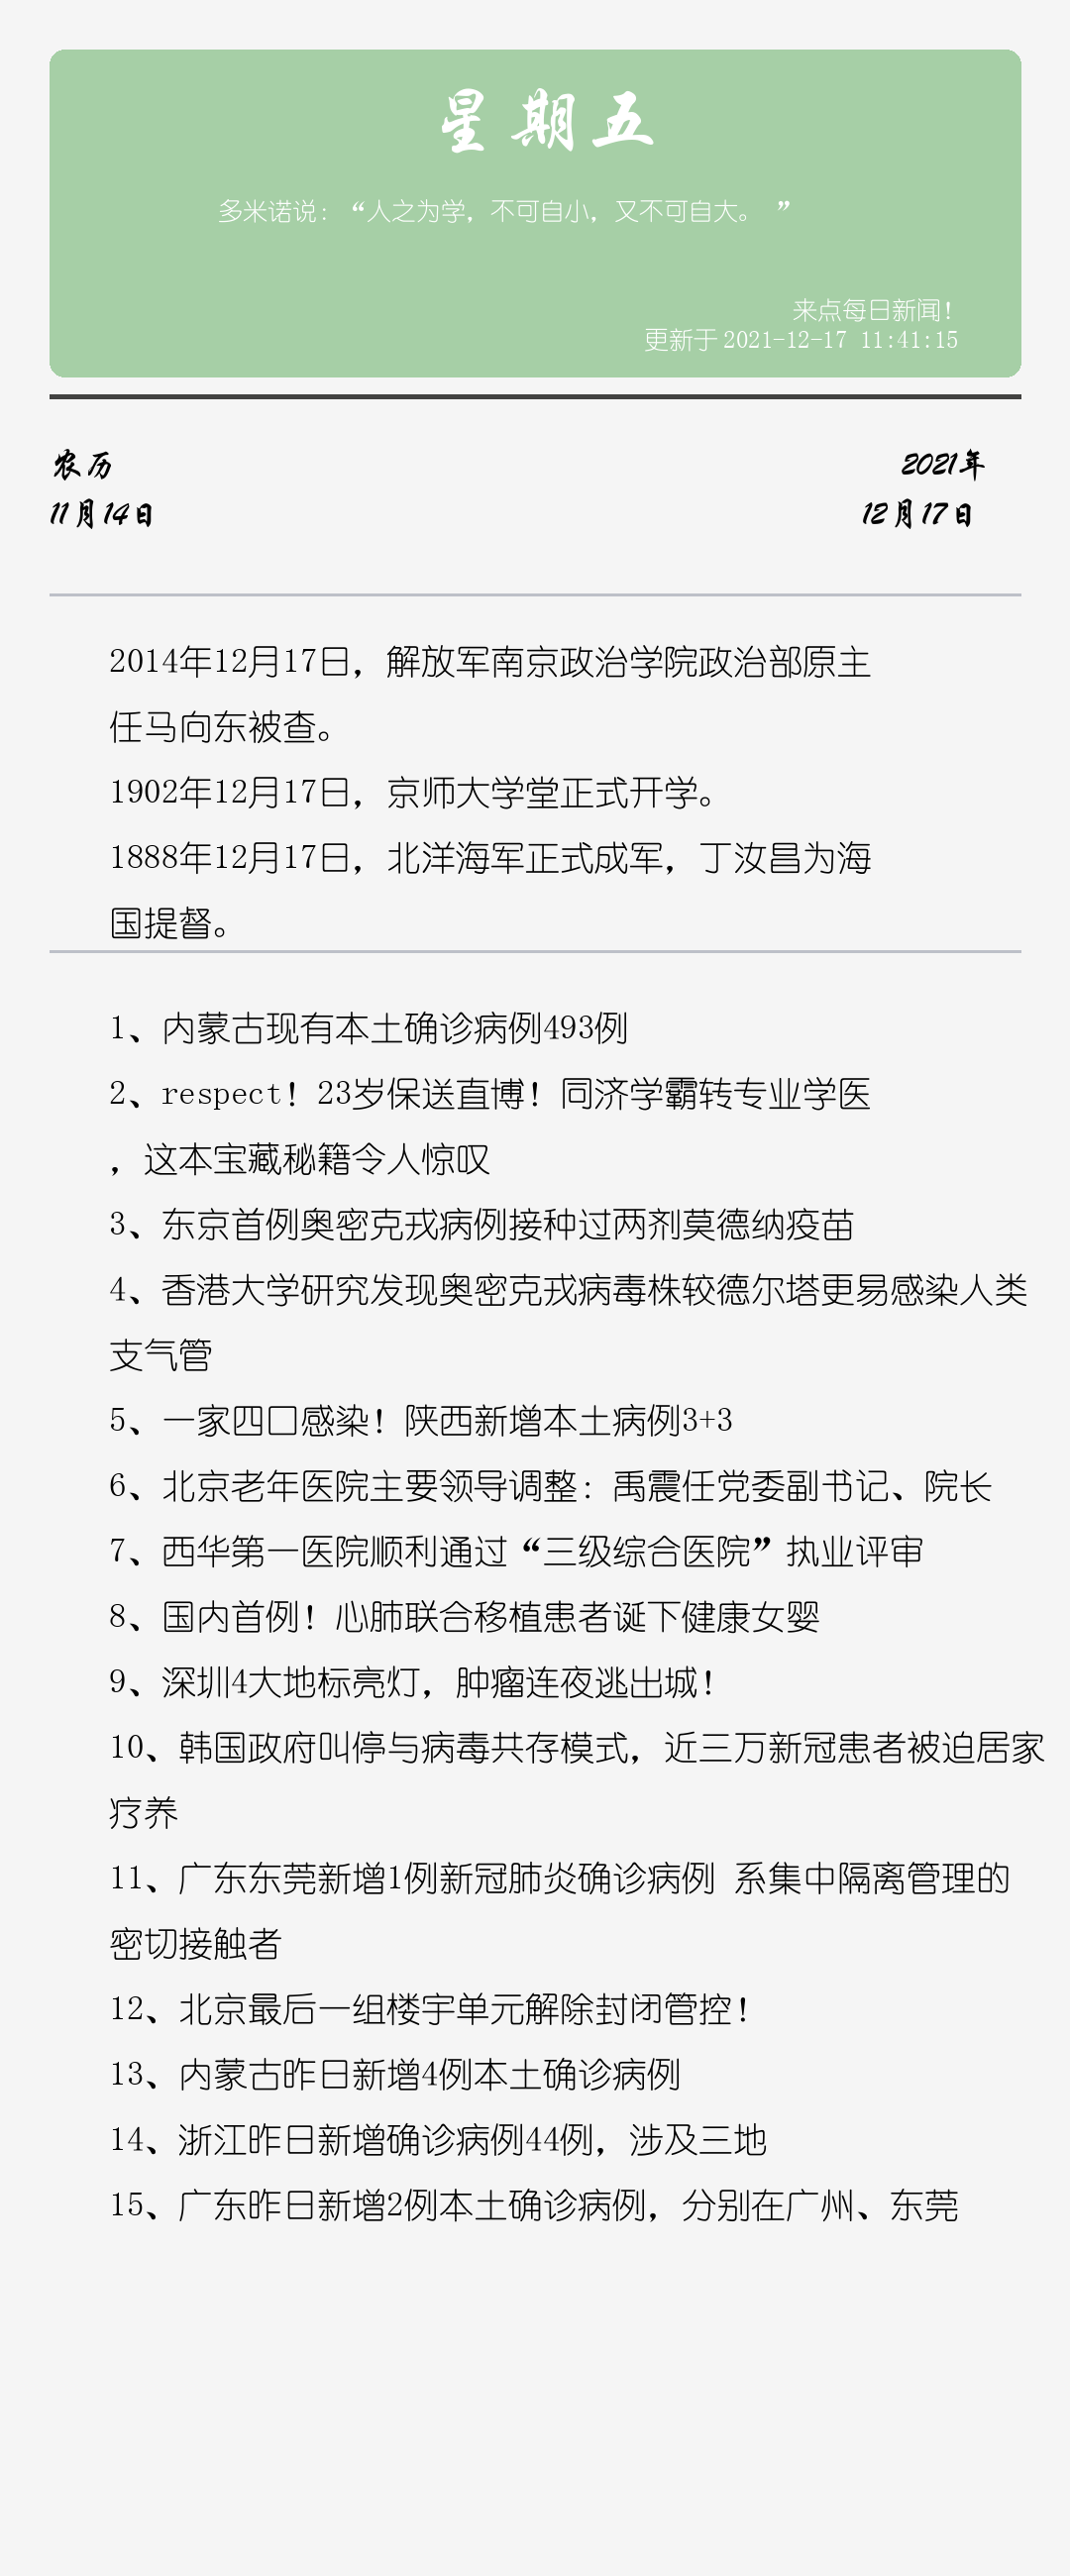 星期五
多米诺说：“人之为学，不可自小，又不可自大。 ”
来点每日新闻！
更新于 2021-12-17 11:41:15
农历
2021年
11月14日
12月17日
2014年12月17日，解放军南京政治学院政治部原主
任马向东被查。
1902年12月17日，京师大学堂正式开学。
1888年12月17日，北洋海军正式成军，丁汝昌为海
国提督。
1、内蒙古现有本土确诊病例493例
2、respect！23岁保送直博！同济学霸转专业学医
，这本宝藏秘籍令人惊叹
3、东京首例奥密克戎病例接种过两剂莫德纳疫苗
4、香港大学研究发现奥密克戎病毒株较德尔塔更易感染人类
支气管
5、一家四口感染！陕西新增本土病例3+3
6、北京老年医院主要领导调整：禹震任党委副书记、院长
7、西华第一医院顺利通过“三级综合医院”执业评审
8、国内首例！心肺联合移植患者诞下健康女婴
9、深圳4大地标亮灯，肿瘤连夜逃出城！
10、韩国政府叫停与病毒共存模式，近三万新冠患者被迫居家
疗养
11、广东东莞新增1例新冠肺炎确诊病例 系集中隔离管理的
密切接触者
12、北京最后一组楼宇单元解除封闭管控！
13、内蒙古昨日新增4例本土确诊病例
14、浙江昨日新增确诊病例44例，涉及三地
15、广东昨日新增2例本土确诊病例，分别在广州、东莞